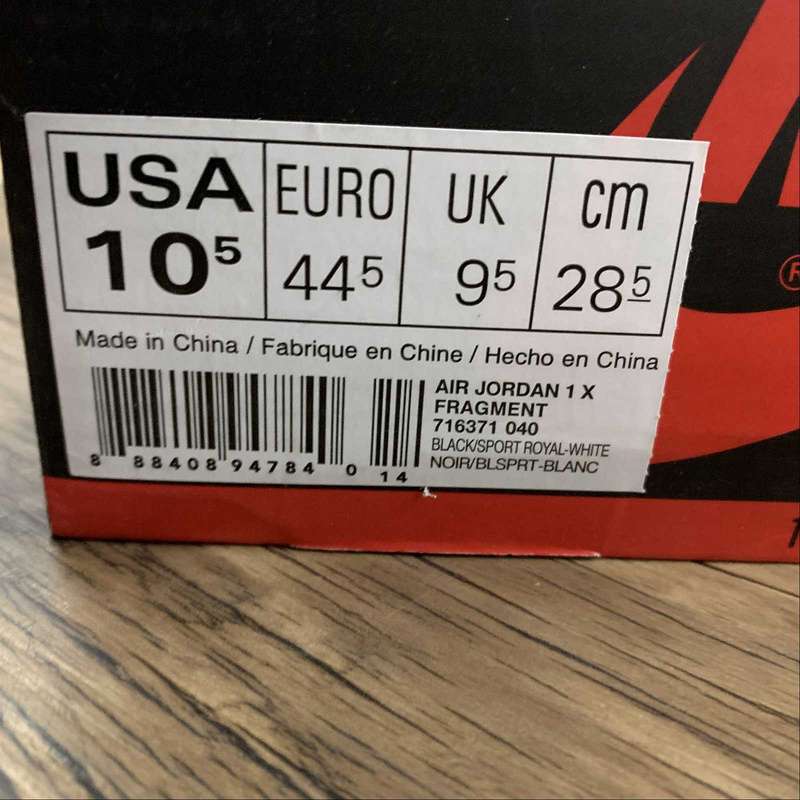 USA EURO UK cm
10⁵ 44⁵ 9⁵ 28⁵
Made in China / Fabrique en Chine / Hecho en China
AIR JORDAN 1 X
FRAGMENT
716371 040
BLACK/SPORT ROYAL-WHITE
NOIR/BLSPRT-BLANC
8 88408 94784 0 14
®